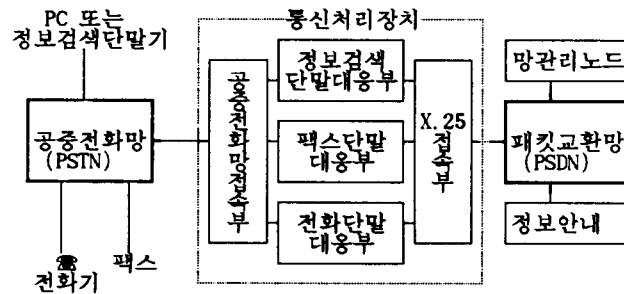 PC 또는
정보검색단말기
공중전화망
(PSTN)
전화기
팩스
통신처리장치
공중전화망접속부
정보검색
단말대응부
팩스단말
대응부
전화단말
대응부
X.25
접속부
망관리노드
패킷교환망
(PSDN)
정보안내